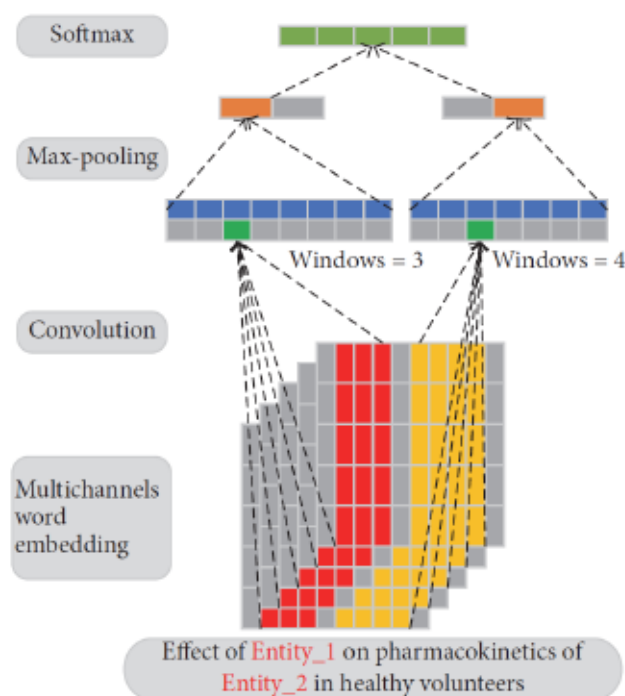 Softmax
Max-pooling
Windows = 3
Windows = 4
Convolution
Multichannels
word
embedding
Effect of Entity_1 on pharmacokinetics of
Entity_2 in healthy volunteers